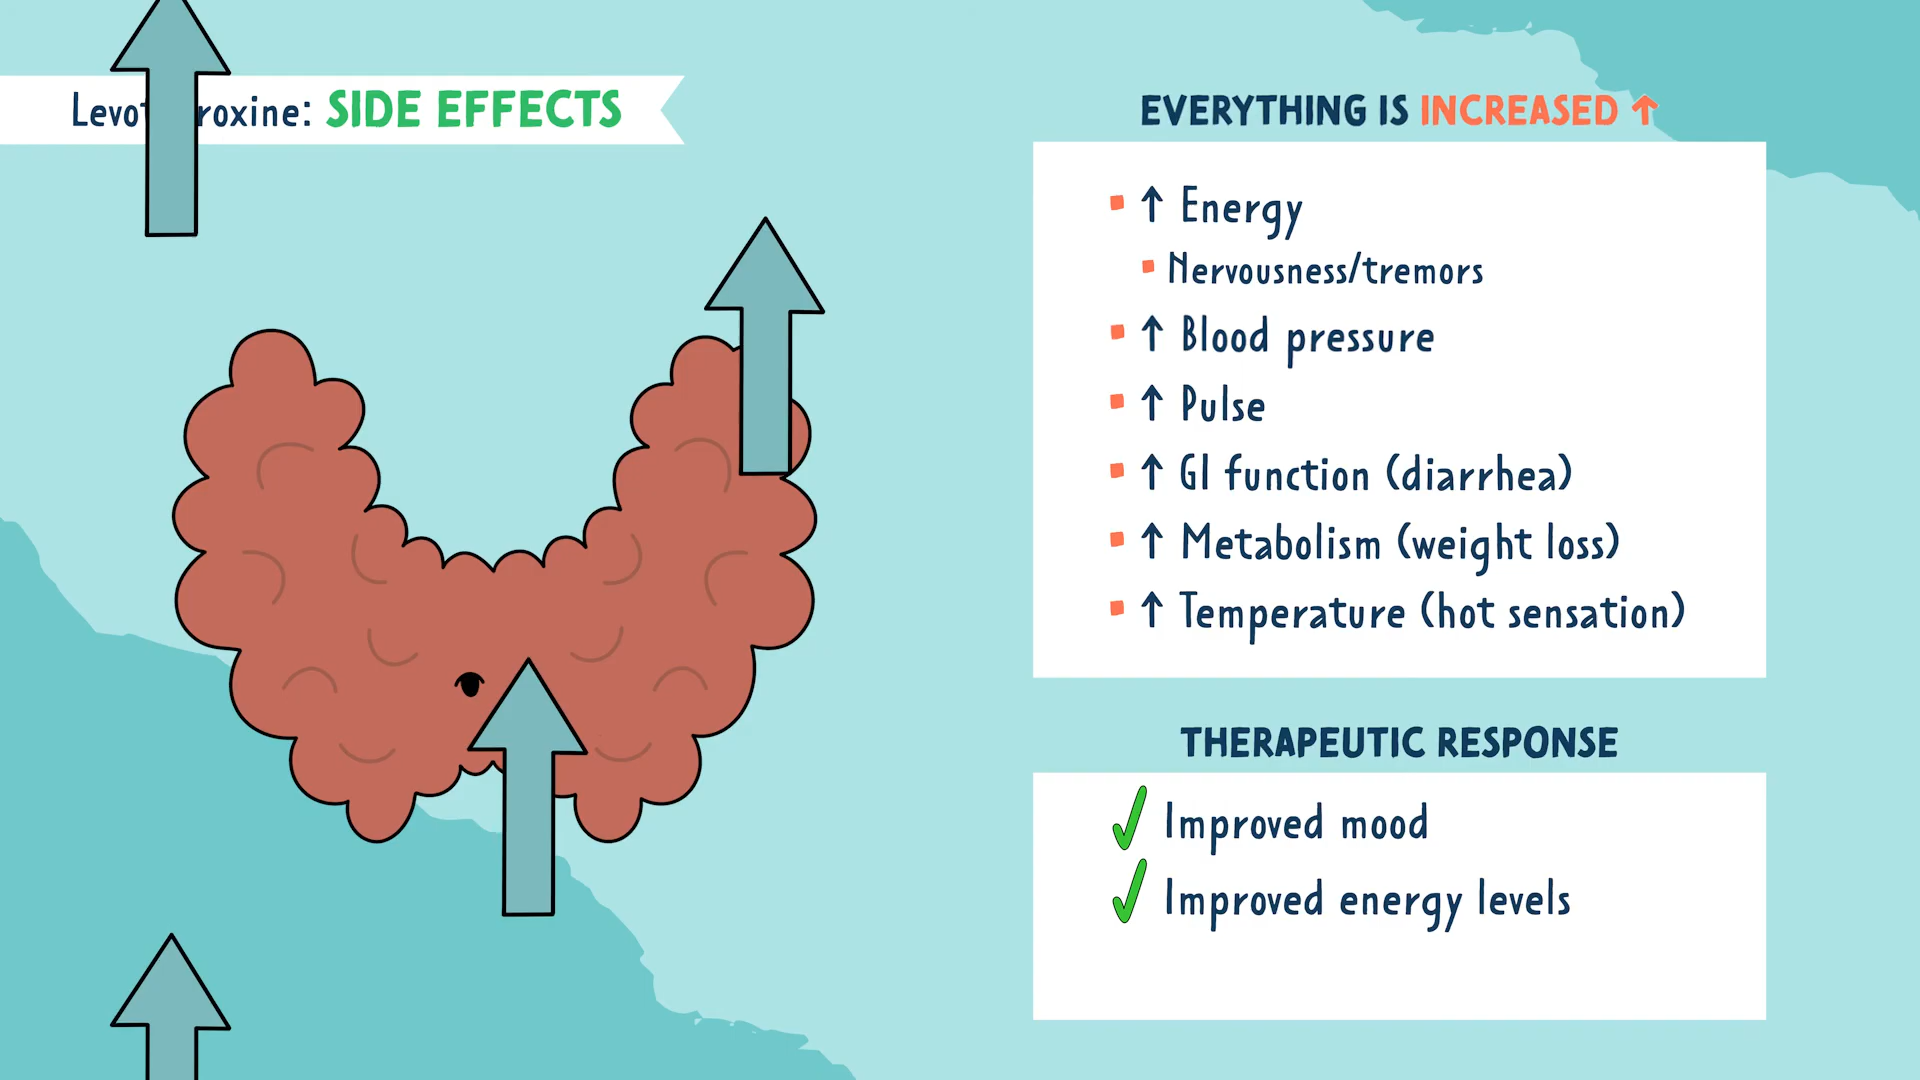 Levo roxine: SIDE EFFECTS
EVERYTHING IS INCREASED ↑
↑ Energy
Nervousness/tremors
↑ Blood pressure
↑ Pulse
↑ GI function (diarrhea)
↑ Metabolism (weight loss)
↑ Temperature (hot sensation)
THERAPEUTIC RESPONSE
Improved mood
Improved energy levels